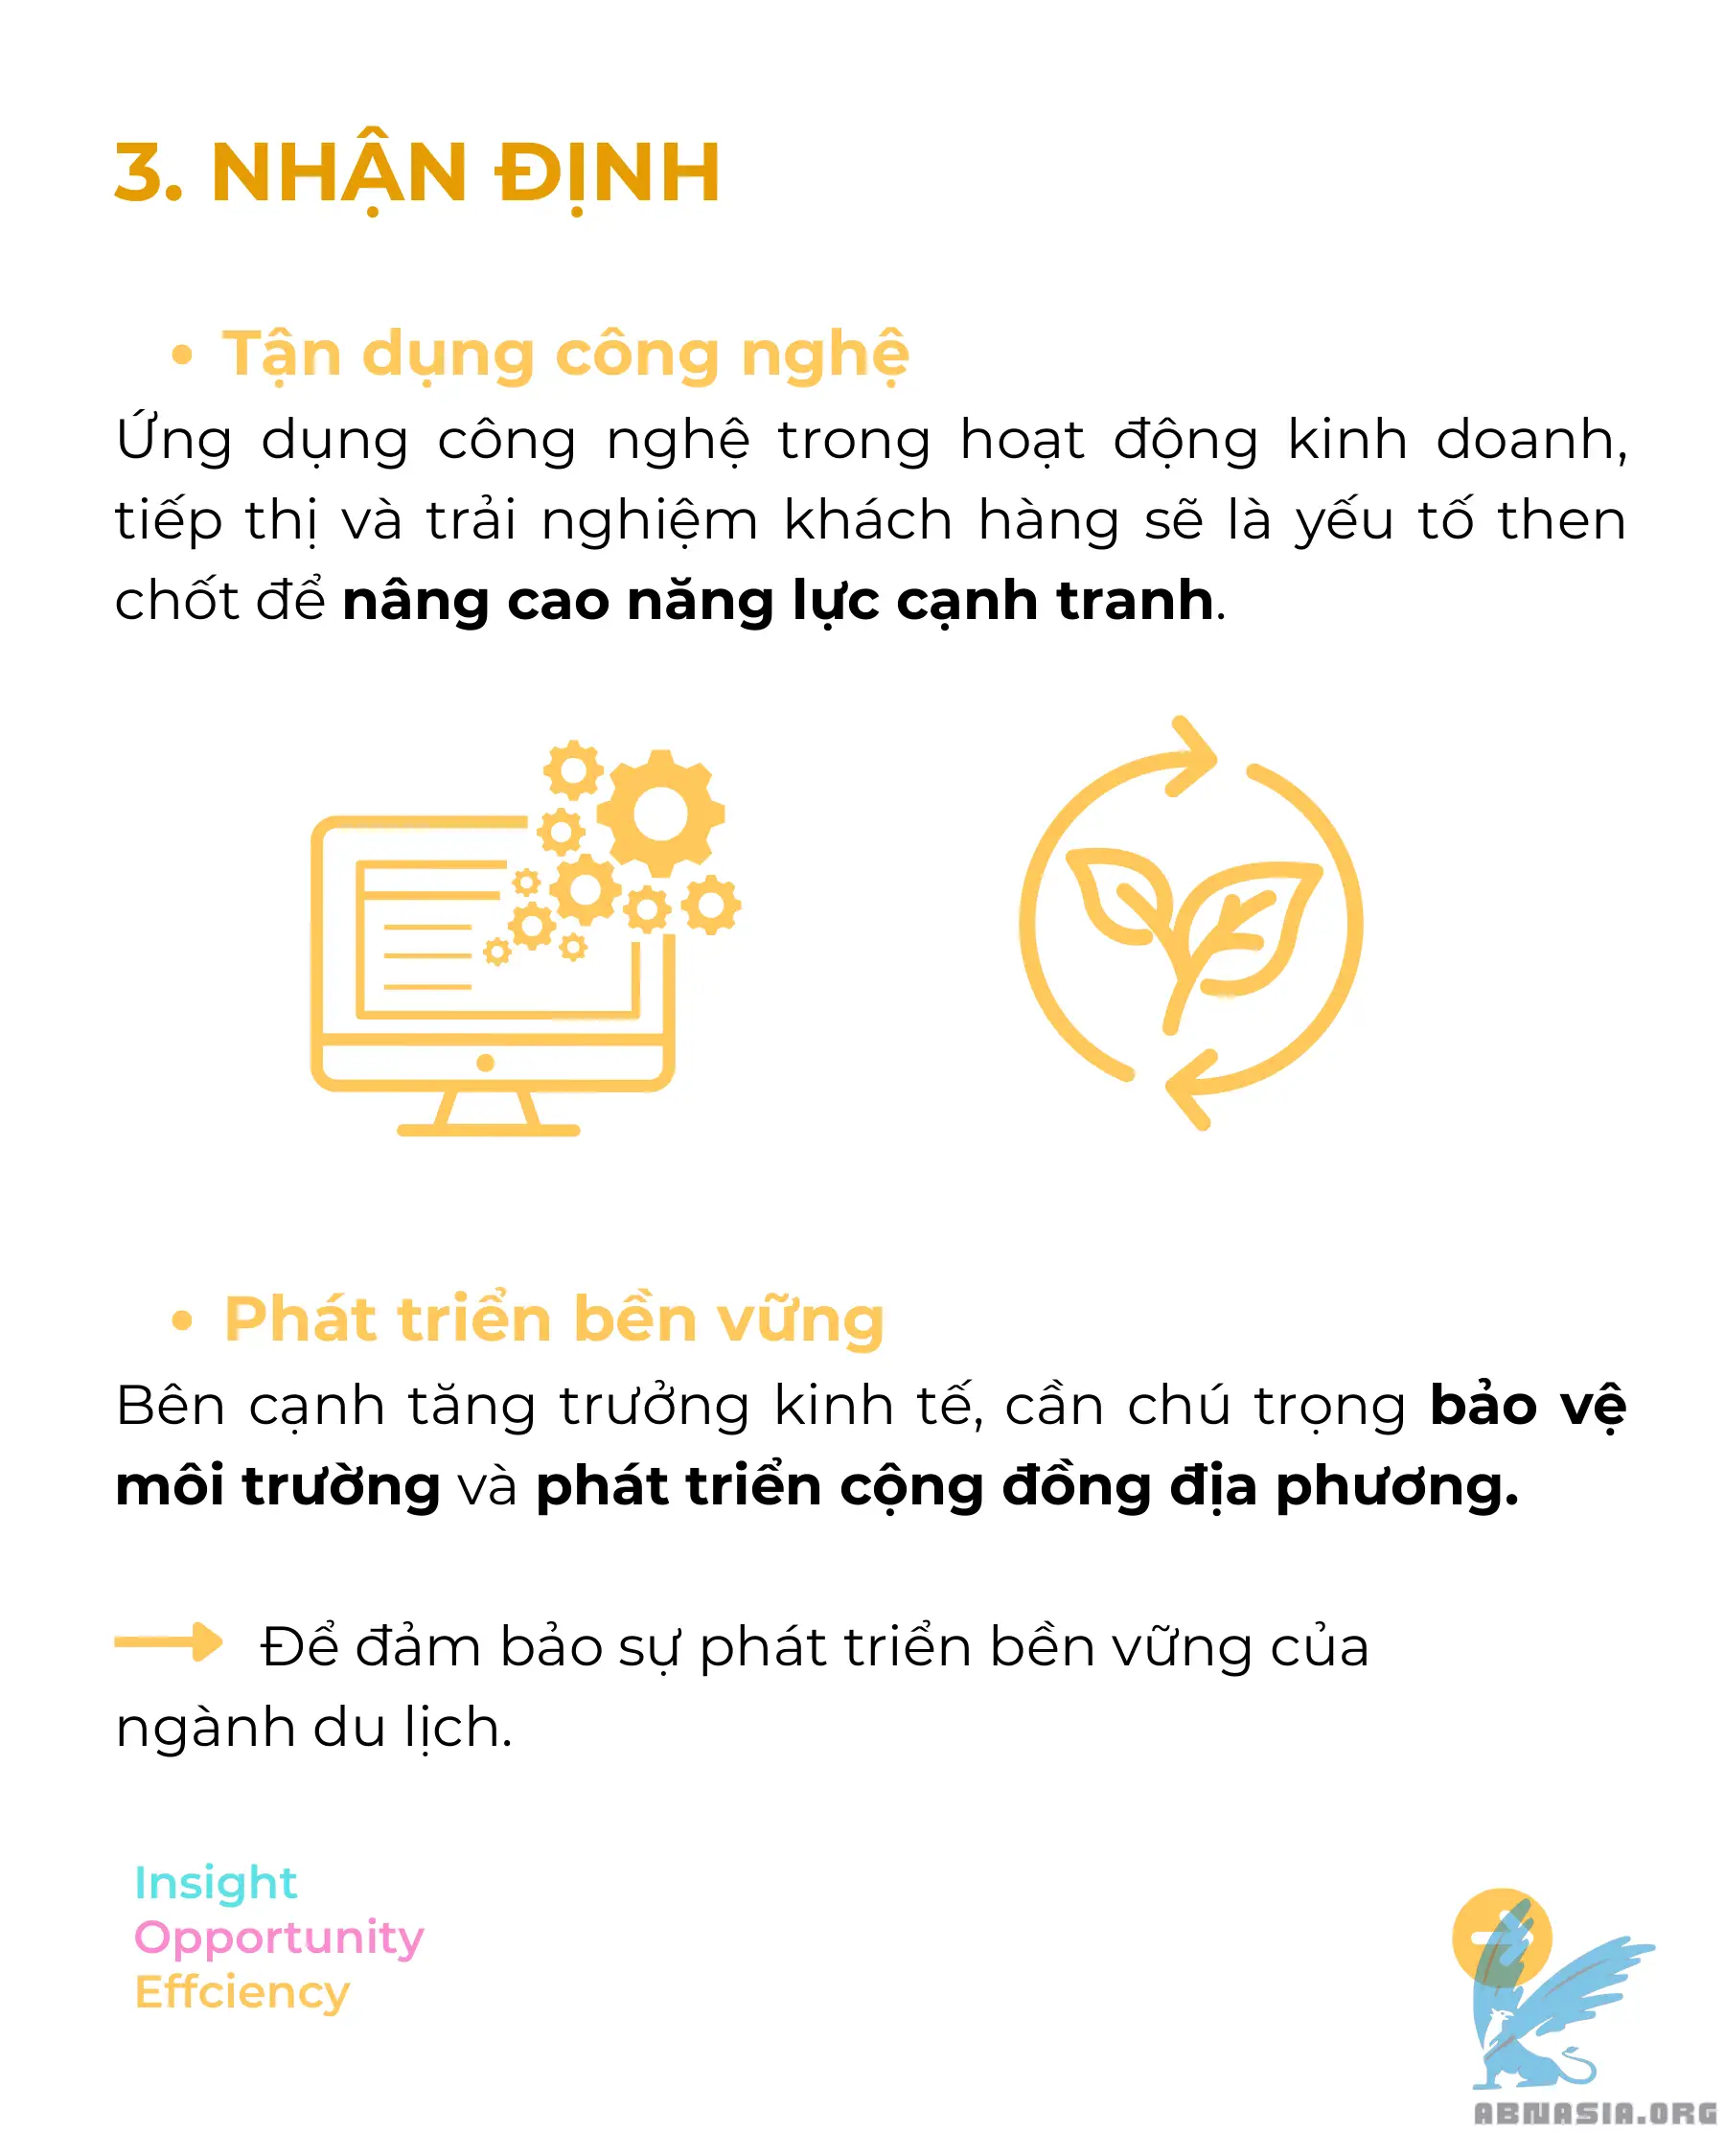 3. NHẬN ĐỊNH
• Tận dụng công nghệ
Ứng dụng công nghệ trong hoạt động kinh doanh,
tiếp thị và trải nghiệm khách hàng sẽ là yếu tố then
chốt để nâng cao năng lực cạnh tranh.
• Phát triển bền vững
Bên cạnh tăng trưởng kinh tế, cần chú trọng bảo vệ
môi trường và phát triển cộng đồng địa phương.
Để đảm bảo sự phát triển bền vững của
ngành du lịch.
Insight
Opportunity
Effciency
ABNASIA.ORG